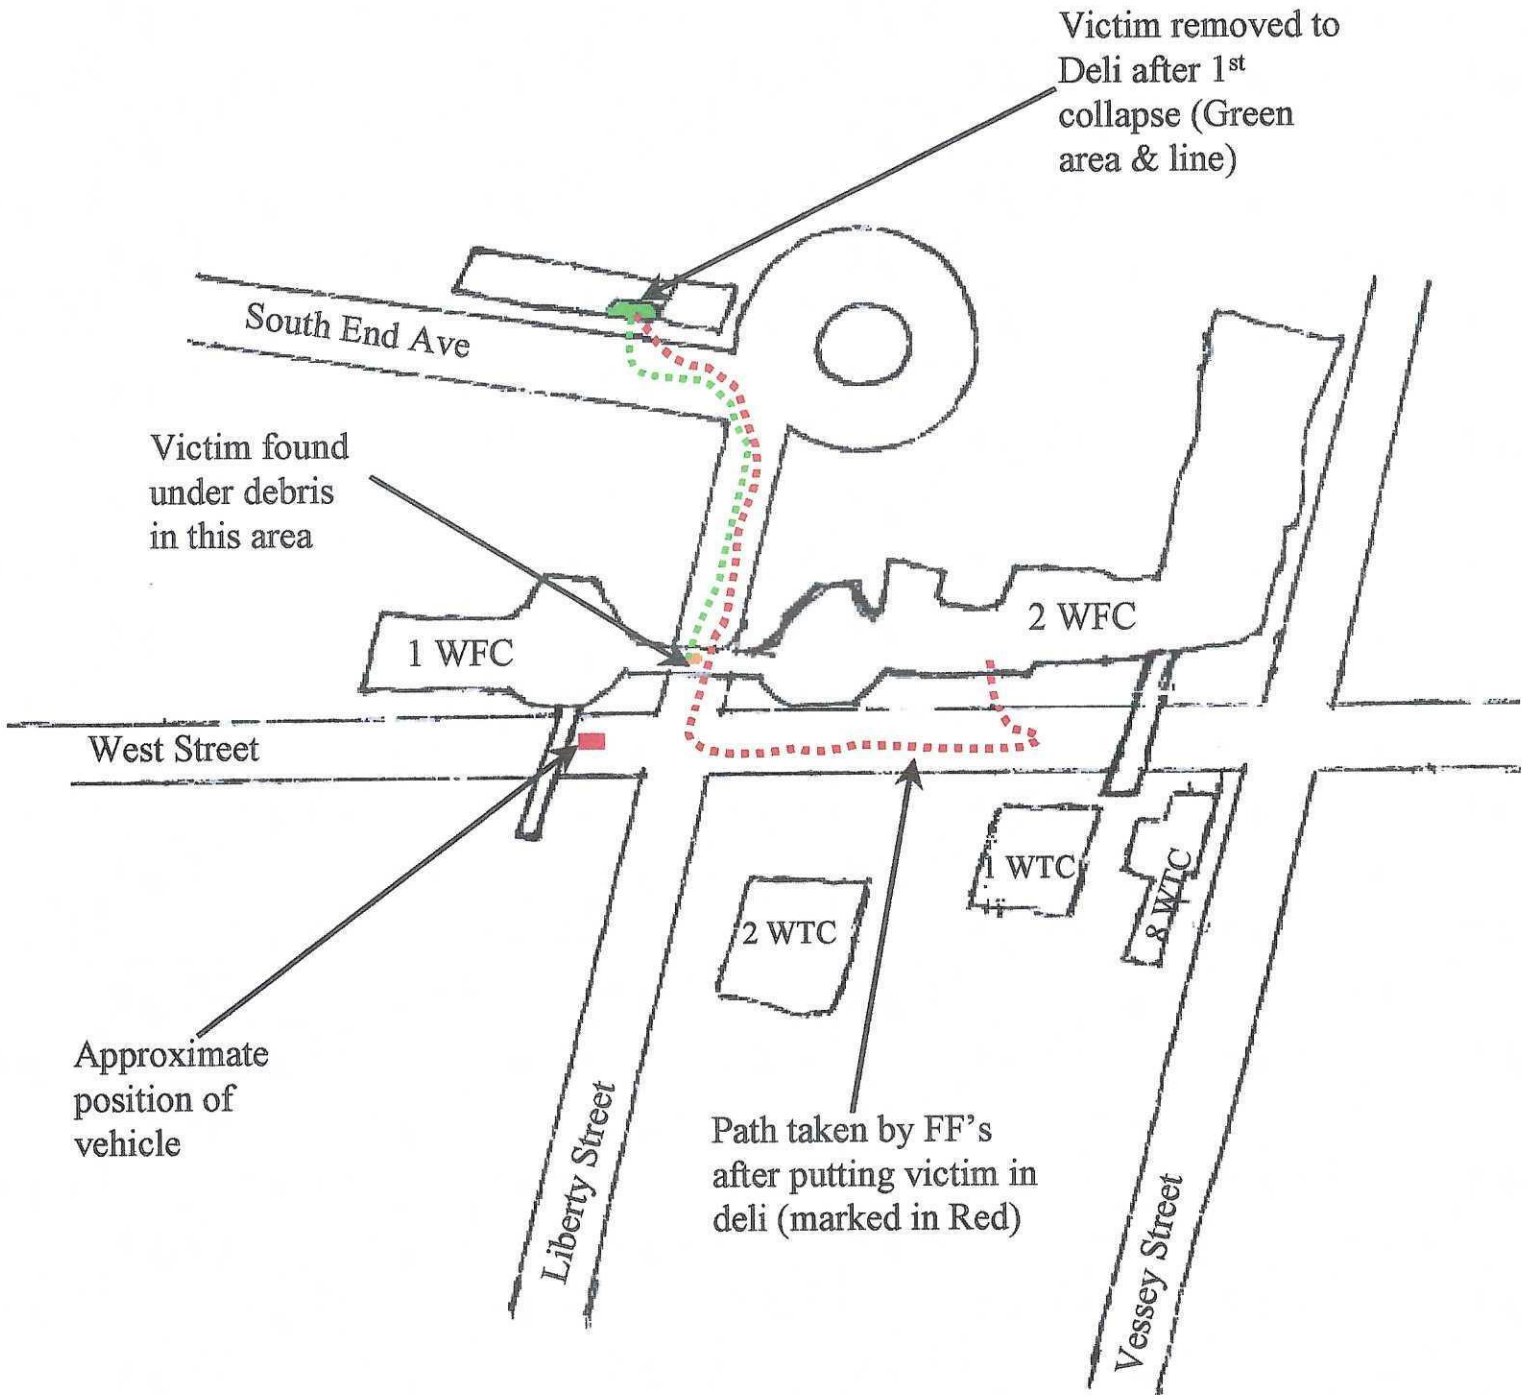 Victim removed to
Deli after 1st
collapse (Green
area & line)
South End Ave
Victim found
under debris
in this area
1 WFC
2 WFC
West Street
1 WTC
8 WTC
2 WTC
Approximate
position of
vehicle
Liberty Street
Path taken by FF’s
after putting victim in
deli (marked in Red)
Vessey Street